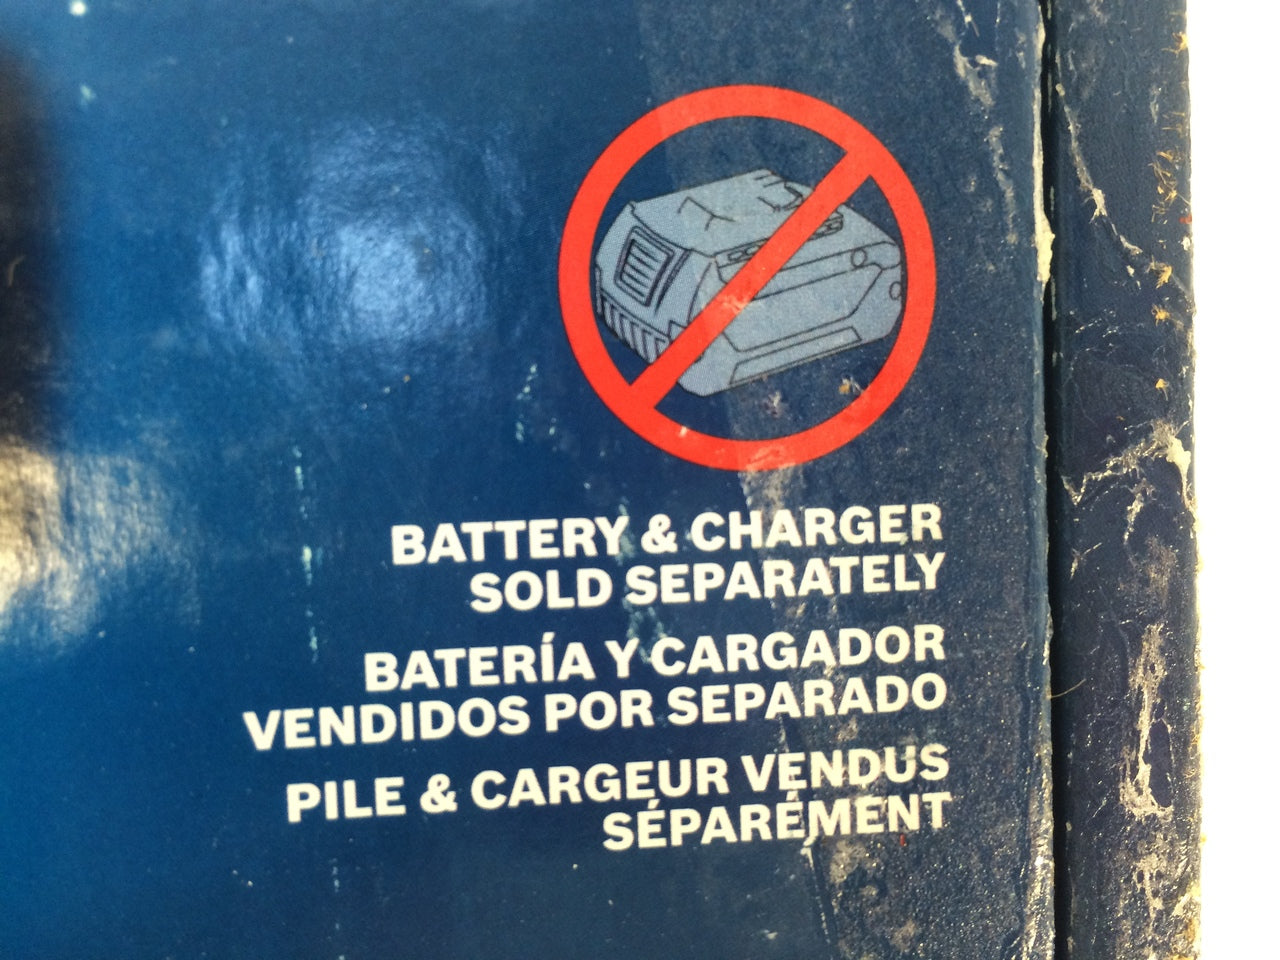 BATTERY & CHARGER
SOLD SEPARATELY
BATERÍA Y CARGADOR
VENDIDOS POR SEPARADO
PILE & CARGEUR VENDUS
SÉPARÉMENT